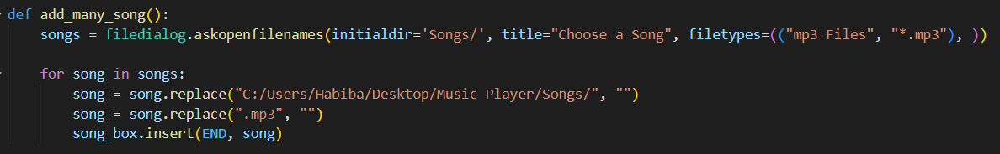 def add_many_song():
    songs = filedialog.askopenfilenames(initialdir='Songs/', title="Choose a Song", filetypes=(("mp3 Files", "*.mp3"), ))

    for song in songs:
        song = song.replace("C:/Users/Habiba/Desktop/Music Player/Songs/", "")
        song = song.replace(".mp3", "")
        song_box.insert(END, song)